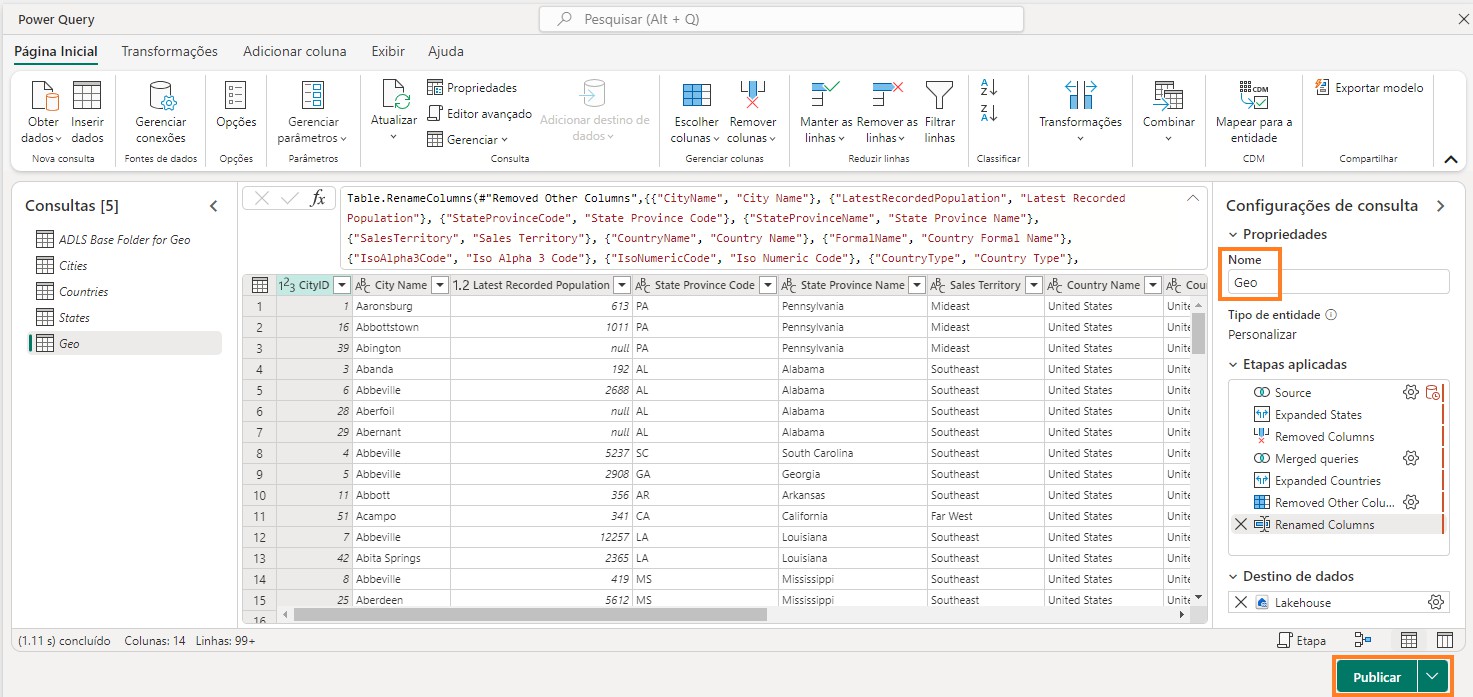 Power Query
Pesquisar (Alt + Q)
Página Inicial Transformações Adicionar coluna Exibir Ajuda
Obter dados Inserir dados
Nova consulta
Gerenciar conexões
Fontes de dados
Opções
Opções
Gerenciar parâmetros
Parâmetros
Atualizar
Propriedades
Editor avançado
Gerenciar
Adicionar destino de dados
Consulta
Escolher colunas Remover colunas
Gerenciar colunas
Manter as linhas Remover as linhas Filtrar linhas
Reduzir linhas
Classificar
Transformações
Combinar
CDM
Mapear para a entidade
CDM
Exportar modelo
Compartilhar
Consultas [5]
ADLS Base Folder for Geo
Cities
Countries
States
Geo
fx
Table.RenameColumns(#"Removed Other Columns",{{"CityName", "City Name"}, {"LatestRecordedPopulation", "Latest Recorded
Population"}, {"StateProvinceCode", "State Province Code"}, {"StateProvinceName", "State Province Name"},
{"SalesTerritory", "Sales Territory"}, {"CountryName", "Country Name"}, {"FormalName", "Country Formal Name"},
{"IsoAlpha3Code", "Iso Alpha 3 Code"}, {"IsoNumericCode", "Iso Numeric Code"}, {"CountryType", "Country Type"},
123 CityID ABC City Name 1.2 Latest Recorded Population ABC State Province Code ABC State Province Name ABC Sales Territory ABC Country Name ABC Cou
1 1 Aaronsburg 613 PA Pennsylvania Mideast United States Unite
2 16 Abbottstown 1011 PA Pennsylvania Mideast United States Unite
3 39 Abington null PA Pennsylvania Mideast United States Unite
4 3 Abanda 192 AL Alabama Southeast United States Unite
5 6 Abbeville 2688 AL Alabama Southeast United States Unite
6 28 Aberfoil null AL Alabama Southeast United States Unite
7 29 Abernant null AL Alabama Southeast United States Unite
8 4 Abbeville 5237 SC South Carolina Southeast United States Unite
9 5 Abbeville 2908 GA Georgia Southeast United States Unite
10 11 Abbott 356 AR Arkansas Southeast United States Unite
11 51 Acampo 341 CA California Far West United States Unite
12 7 Abbeville 12257 LA Louisiana Southeast United States Unite
13 42 Abita Springs 2365 LA Louisiana Southeast United States Unite
14 8 Abbeville 419 MS Mississippi Southeast United States Unite
15 25 Aberdeen 5612 MS Mississippi Southeast United States Unite
16
Configurações de consulta
Propriedades
Nome
Geo
Tipo de entidade
Personalizar
Etapas aplicadas
Source
Expanded States
Removed Columns
Merged queries
Expanded Countries
Removed Other Colu...
Renamed Columns
Destino de dados
Lakehouse
(1.11 s) concluído Colunas: 14 Linhas: 99+
Etapa
Publicar